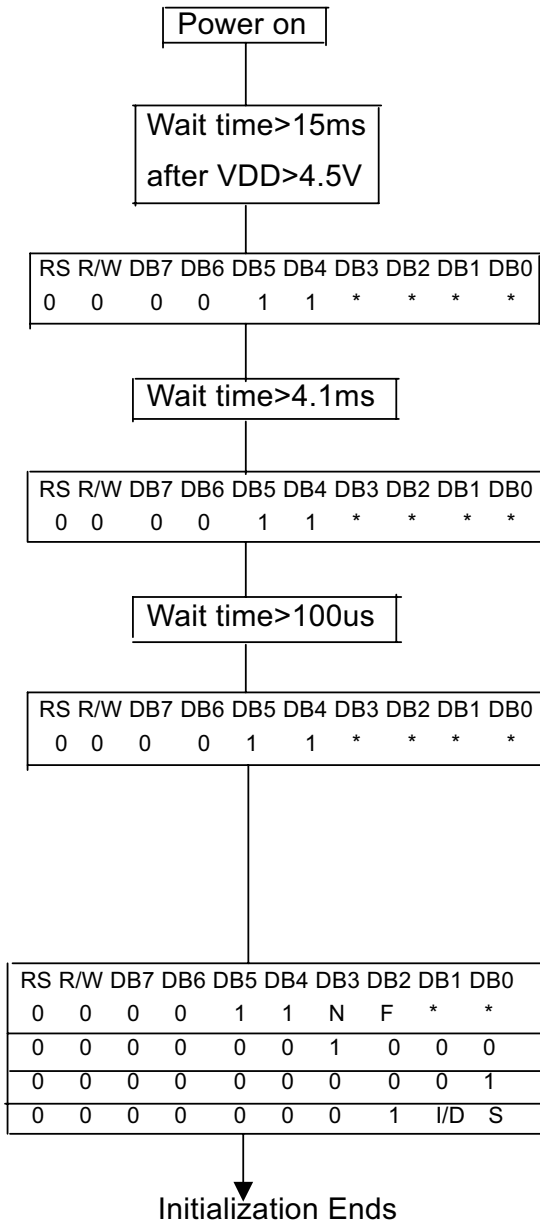 Power on
Wait time>15ms
after VDD>4.5V
RS R/W DB7 DB6 DB5 DB4 DB3 DB2 DB1 DB0
0 0 0 0 1 1 * * * *
Wait time>4.1ms
RS R/W DB7 DB6 DB5 DB4 DB3 DB2 DB1 DB0
0 0 0 0 1 1 * * * *
Wait time>100us
RS R/W DB7 DB6 DB5 DB4 DB3 DB2 DB1 DB0
0 0 0 0 1 1 * * * *
RS R/W DB7 DB6 DB5 DB4 DB3 DB2 DB1 DB0
0 0 0 0 1 1 N F * *
0 0 0 0 0 0 1 0 0 0
0 0 0 0 0 0 0 0 0 1
0 0 0 0 0 0 0 1 I/D S
Initialization Ends